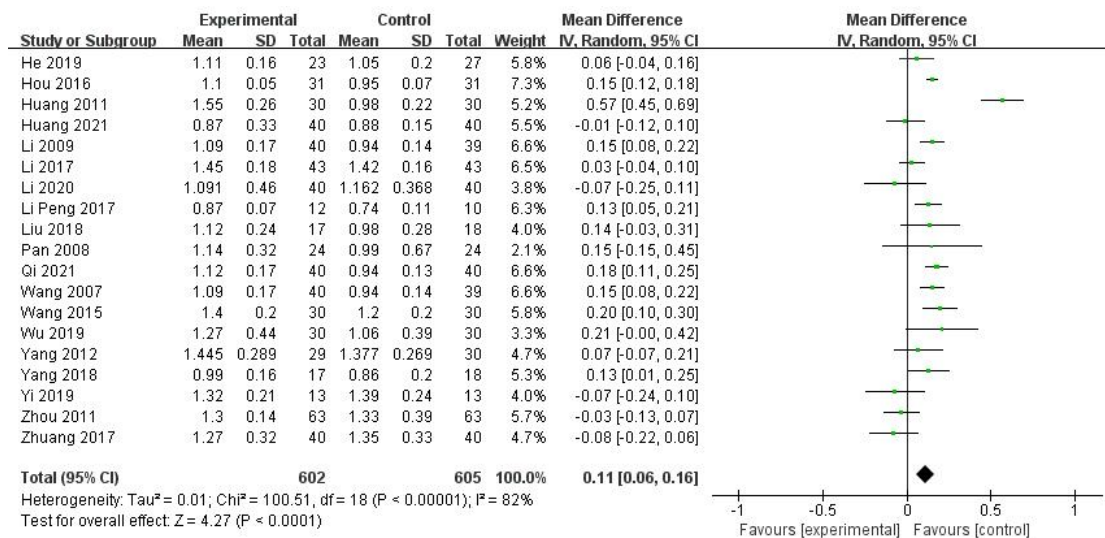 Experimental Control Mean Difference Mean Difference
Study or Subgroup Mean SD Total Mean SD Total Weight IV, Random, 95% CI IV, Random, 95% CI
He 2019 1.11 0.16 23 1.05 0.2 27 5.8% 0.06 [-0.04, 0.16]
Hou 2016 1.1 0.05 31 0.95 0.07 31 7.3% 0.15 [0.12, 0.18]
Huang 2011 1.55 0.26 30 0.98 0.22 30 5.2% 0.57 [0.45, 0.69]
Huang 2021 0.87 0.33 40 0.88 0.15 40 5.5% -0.01 [-0.12, 0.10]
Li 2009 1.09 0.17 40 0.94 0.14 39 6.6% 0.15 [0.08, 0.22]
Li 2017 1.45 0.18 43 1.42 0.16 43 6.5% 0.03 [-0.04, 0.10]
Li 2020 1.091 0.46 40 1.162 0.368 40 3.8% -0.07 [-0.25, 0.11]
Li Peng 2017 0.87 0.07 12 0.74 0.11 10 6.3% 0.13 [0.05, 0.21]
Liu 2018 1.12 0.24 17 0.98 0.28 18 4.0% 0.14 [-0.03, 0.31]
Pan 2008 1.14 0.32 24 0.99 0.67 24 2.1% 0.15 [-0.15, 0.45]
Qi 2021 1.12 0.17 40 0.94 0.13 40 6.6% 0.18 [0.11, 0.25]
Wang 2007 1.09 0.17 40 0.94 0.14 39 6.6% 0.15 [0.08, 0.22]
Wang 2015 1.4 0.2 30 1.2 0.2 30 5.8% 0.20 [0.10, 0.30]
Wu 2019 1.27 0.44 30 1.06 0.39 30 3.3% 0.21 [-0.00, 0.42]
Yang 2012 1.445 0.289 29 1.377 0.269 30 4.7% 0.07 [-0.07, 0.21]
Yang 2018 0.99 0.16 17 0.86 0.2 18 5.3% 0.13 [0.01, 0.25]
Yi 2019 1.32 0.21 13 1.39 0.24 13 4.0% -0.07 [-0.24, 0.10]
Zhou 2011 1.3 0.14 63 1.33 0.39 63 5.7% -0.03 [-0.13, 0.07]
Zhuang 2017 1.27 0.32 40 1.35 0.33 40 4.7% -0.08 [-0.22, 0.06]
Total (95% CI) 602 605 100.0% 0.11 [0.06, 0.16]
Heterogeneity: Tau² = 0.01; Chi² = 100.51, df = 18 (P < 0.00001); I² = 82%
Test for overall effect: Z = 4.27 (P < 0.0001)
-1 -0.5 0 0.5 1
Favours [experimental] Favours [control]